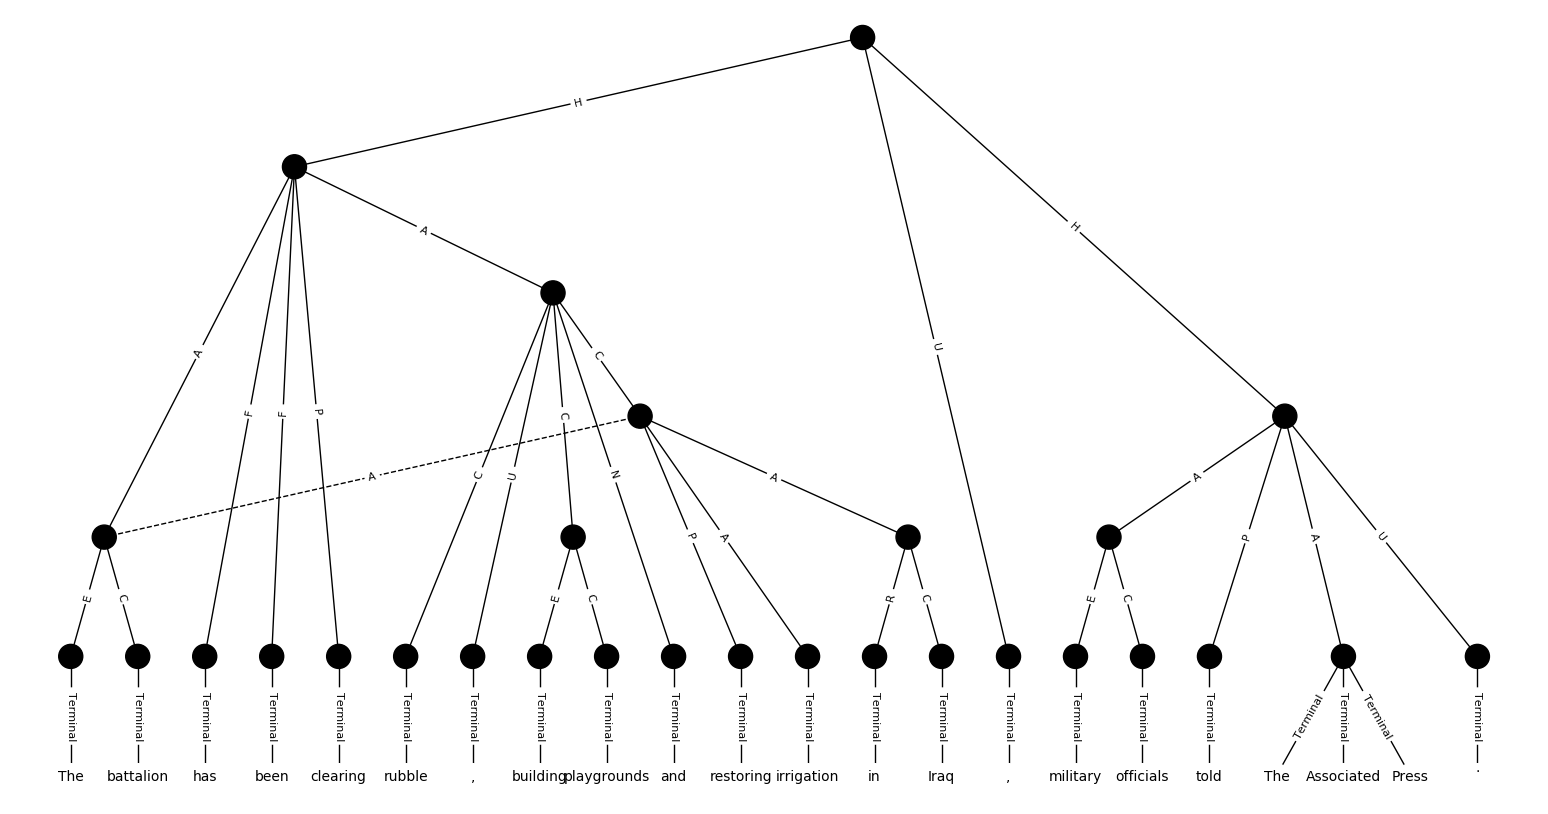 H
A
H
U
A
C
F
F
P
C
A
C
U
N
A
A
P
A
P
A
U
E
C
E
C
R
C
E
C
Terminal Terminal Terminal Terminal Terminal Terminal Terminal Terminal Terminal Terminal Terminal Terminal Terminal Terminal Terminal Terminal Terminal Terminal Terminal Terminal Terminal Terminal
The battalion has been clearing rubble , building playgrounds and restoring irrigation in Iraq , military officials told The Associated Press .